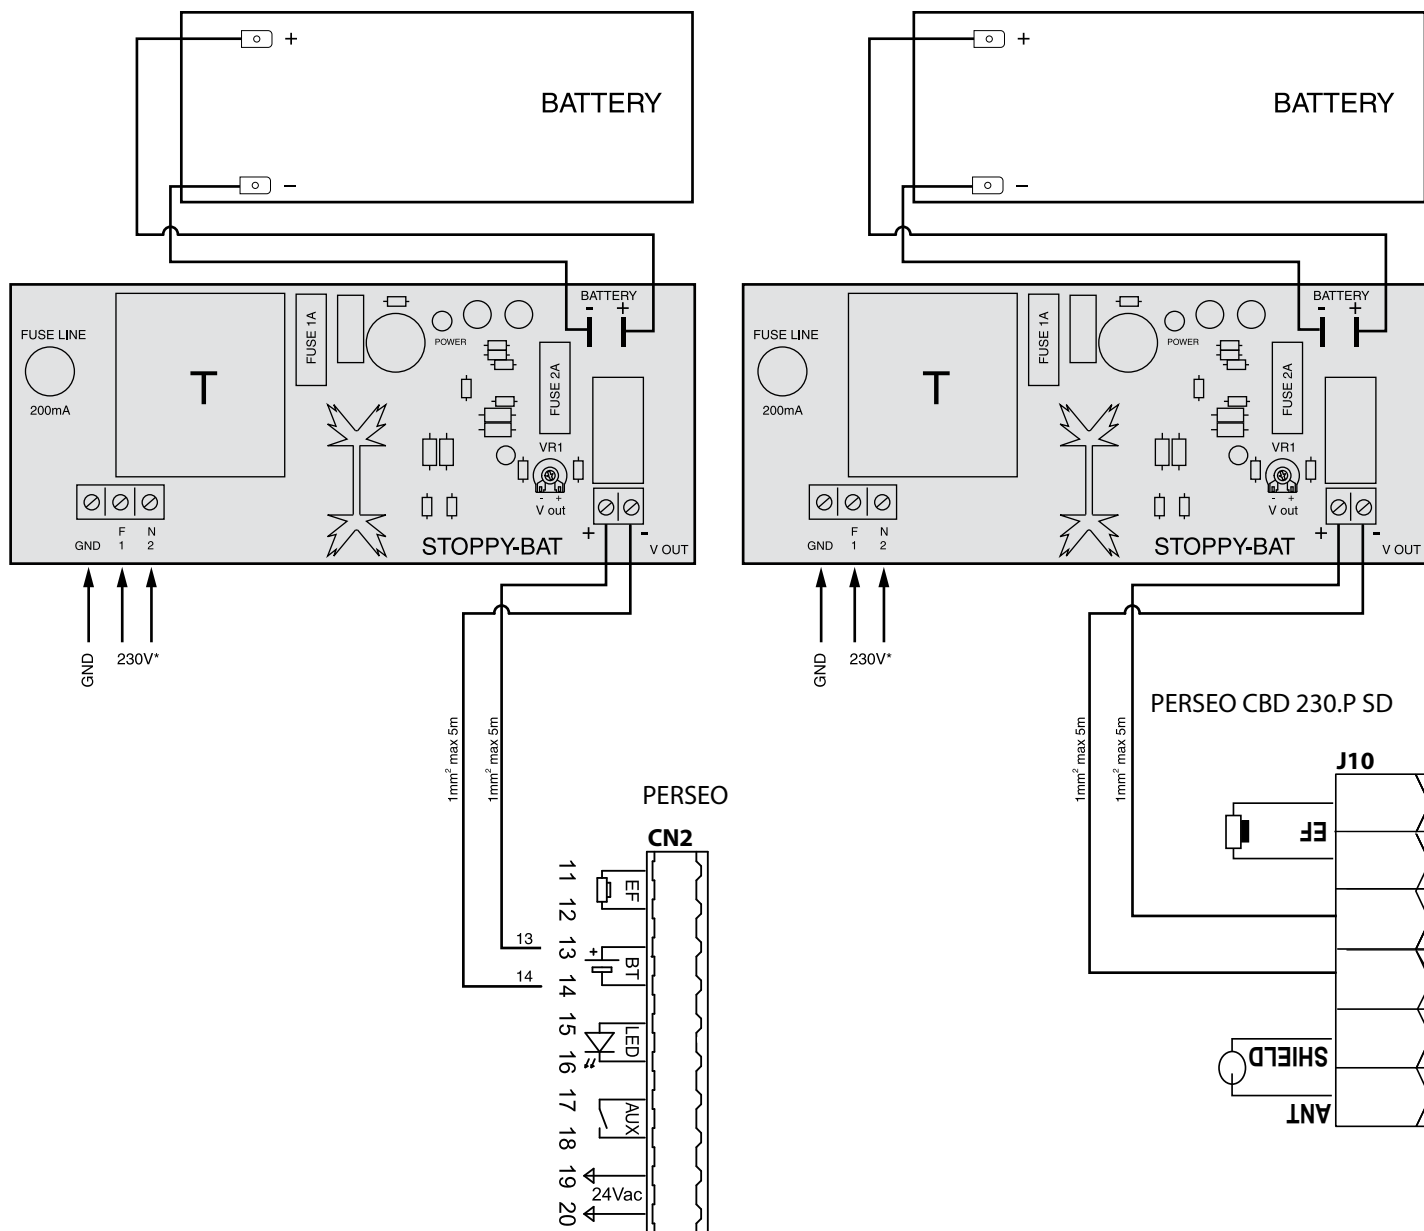 +
BATTERY
-
BATTERY
- +
FUSE LINE
200mA
T
FUSE 1A
POWER
FUSE 2A
VR1
- +
V out
GND
F
1
N
2
STOPPY-BAT
+ -
V OUT
GND
230V*
1mm² max 5m
1mm² max 5m
PERSEO
CN2
11
12
EF
13
13
+
BT
14
14
15
LED
16
17
AUX
18
19
24Vac
20
+
BATTERY
-
BATTERY
- +
FUSE LINE
200mA
T
FUSE 1A
POWER
FUSE 2A
VR1
- +
V out
GND
F
1
N
2
STOPPY-BAT
+ -
V OUT
GND
230V*
1mm² max 5m
1mm² max 5m
PERSEO CBD 230.P SD
J10
EF
SHIELD
ANT